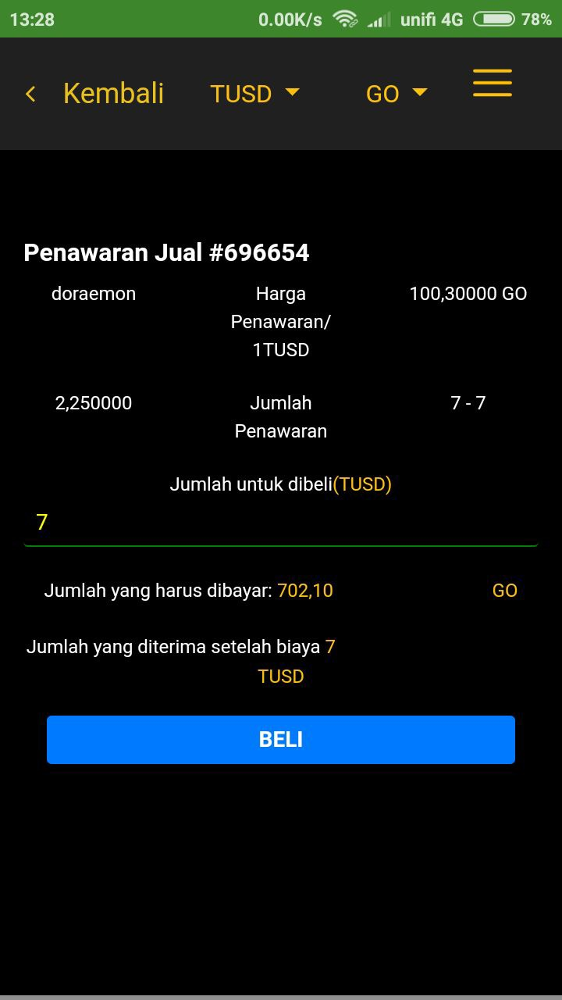 13:28 0.00K/s unifi 4G 78%
Kembali TUSD GO
Penawaran Jual #696654
doraemon Harga Penawaran/ 1TUSD 100,30000 GO
2,250000 Jumlah Penawaran 7 - 7
Jumlah untuk dibeli(TUSD)
7
Jumlah yang harus dibayar: 702,10 GO
Jumlah yang diterima setelah biaya 7
TUSD
BELI